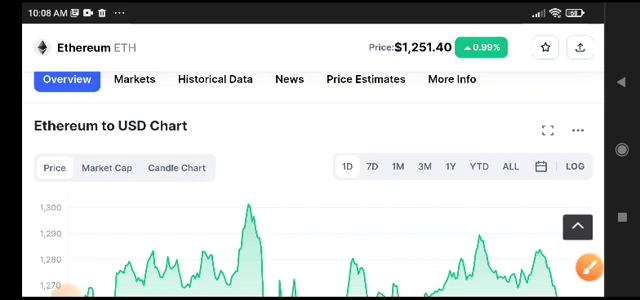 10:08 AM
Ethereum ETH
Price: $1,251.40 0.99%
Overview Markets Historical Data News Price Estimates More Info
Ethereum to USD Chart
Price Market Cap Candle Chart
1D 7D 1M 3M 1Y YTD ALL LOG
1,300
1,290
1,280
1,270